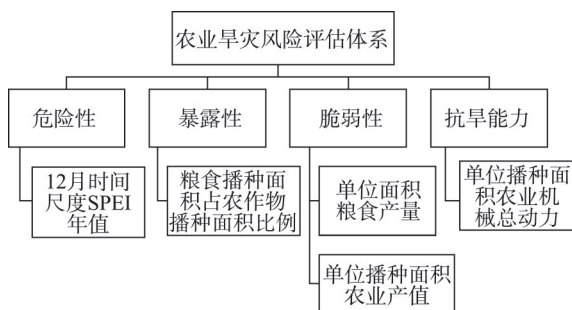 农业旱灾风险评估体系
危险性
暴露性
脆弱性
抗旱能力
12月时间
尺度SPEI
年值
粮食播种面
积占农作物
播种面积比例
单位面积
粮食产量
单位播种面
积农业机
械总动力
单位播种面积
农业产值